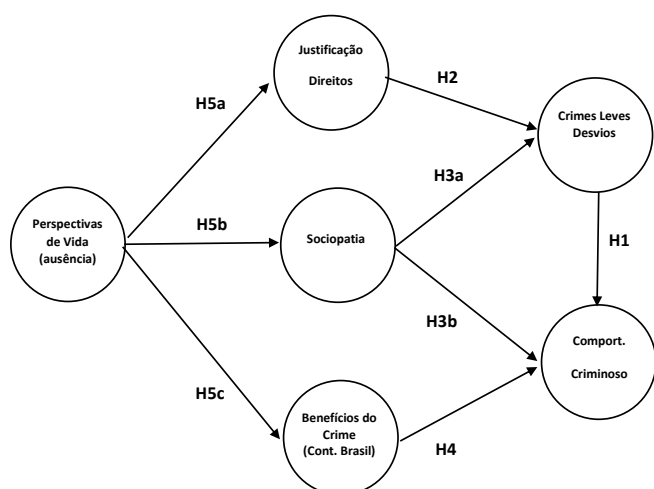 Justificação
Direitos
H2
H5a
Crimes Leves
Desvios
H3a
Perspectivas
de Vida
(ausência)
H5b
Sociopatia
H1
H3b
Comport.
Criminoso
H5c
Benefícios do
Crime
(Cont. Brasil)
H4